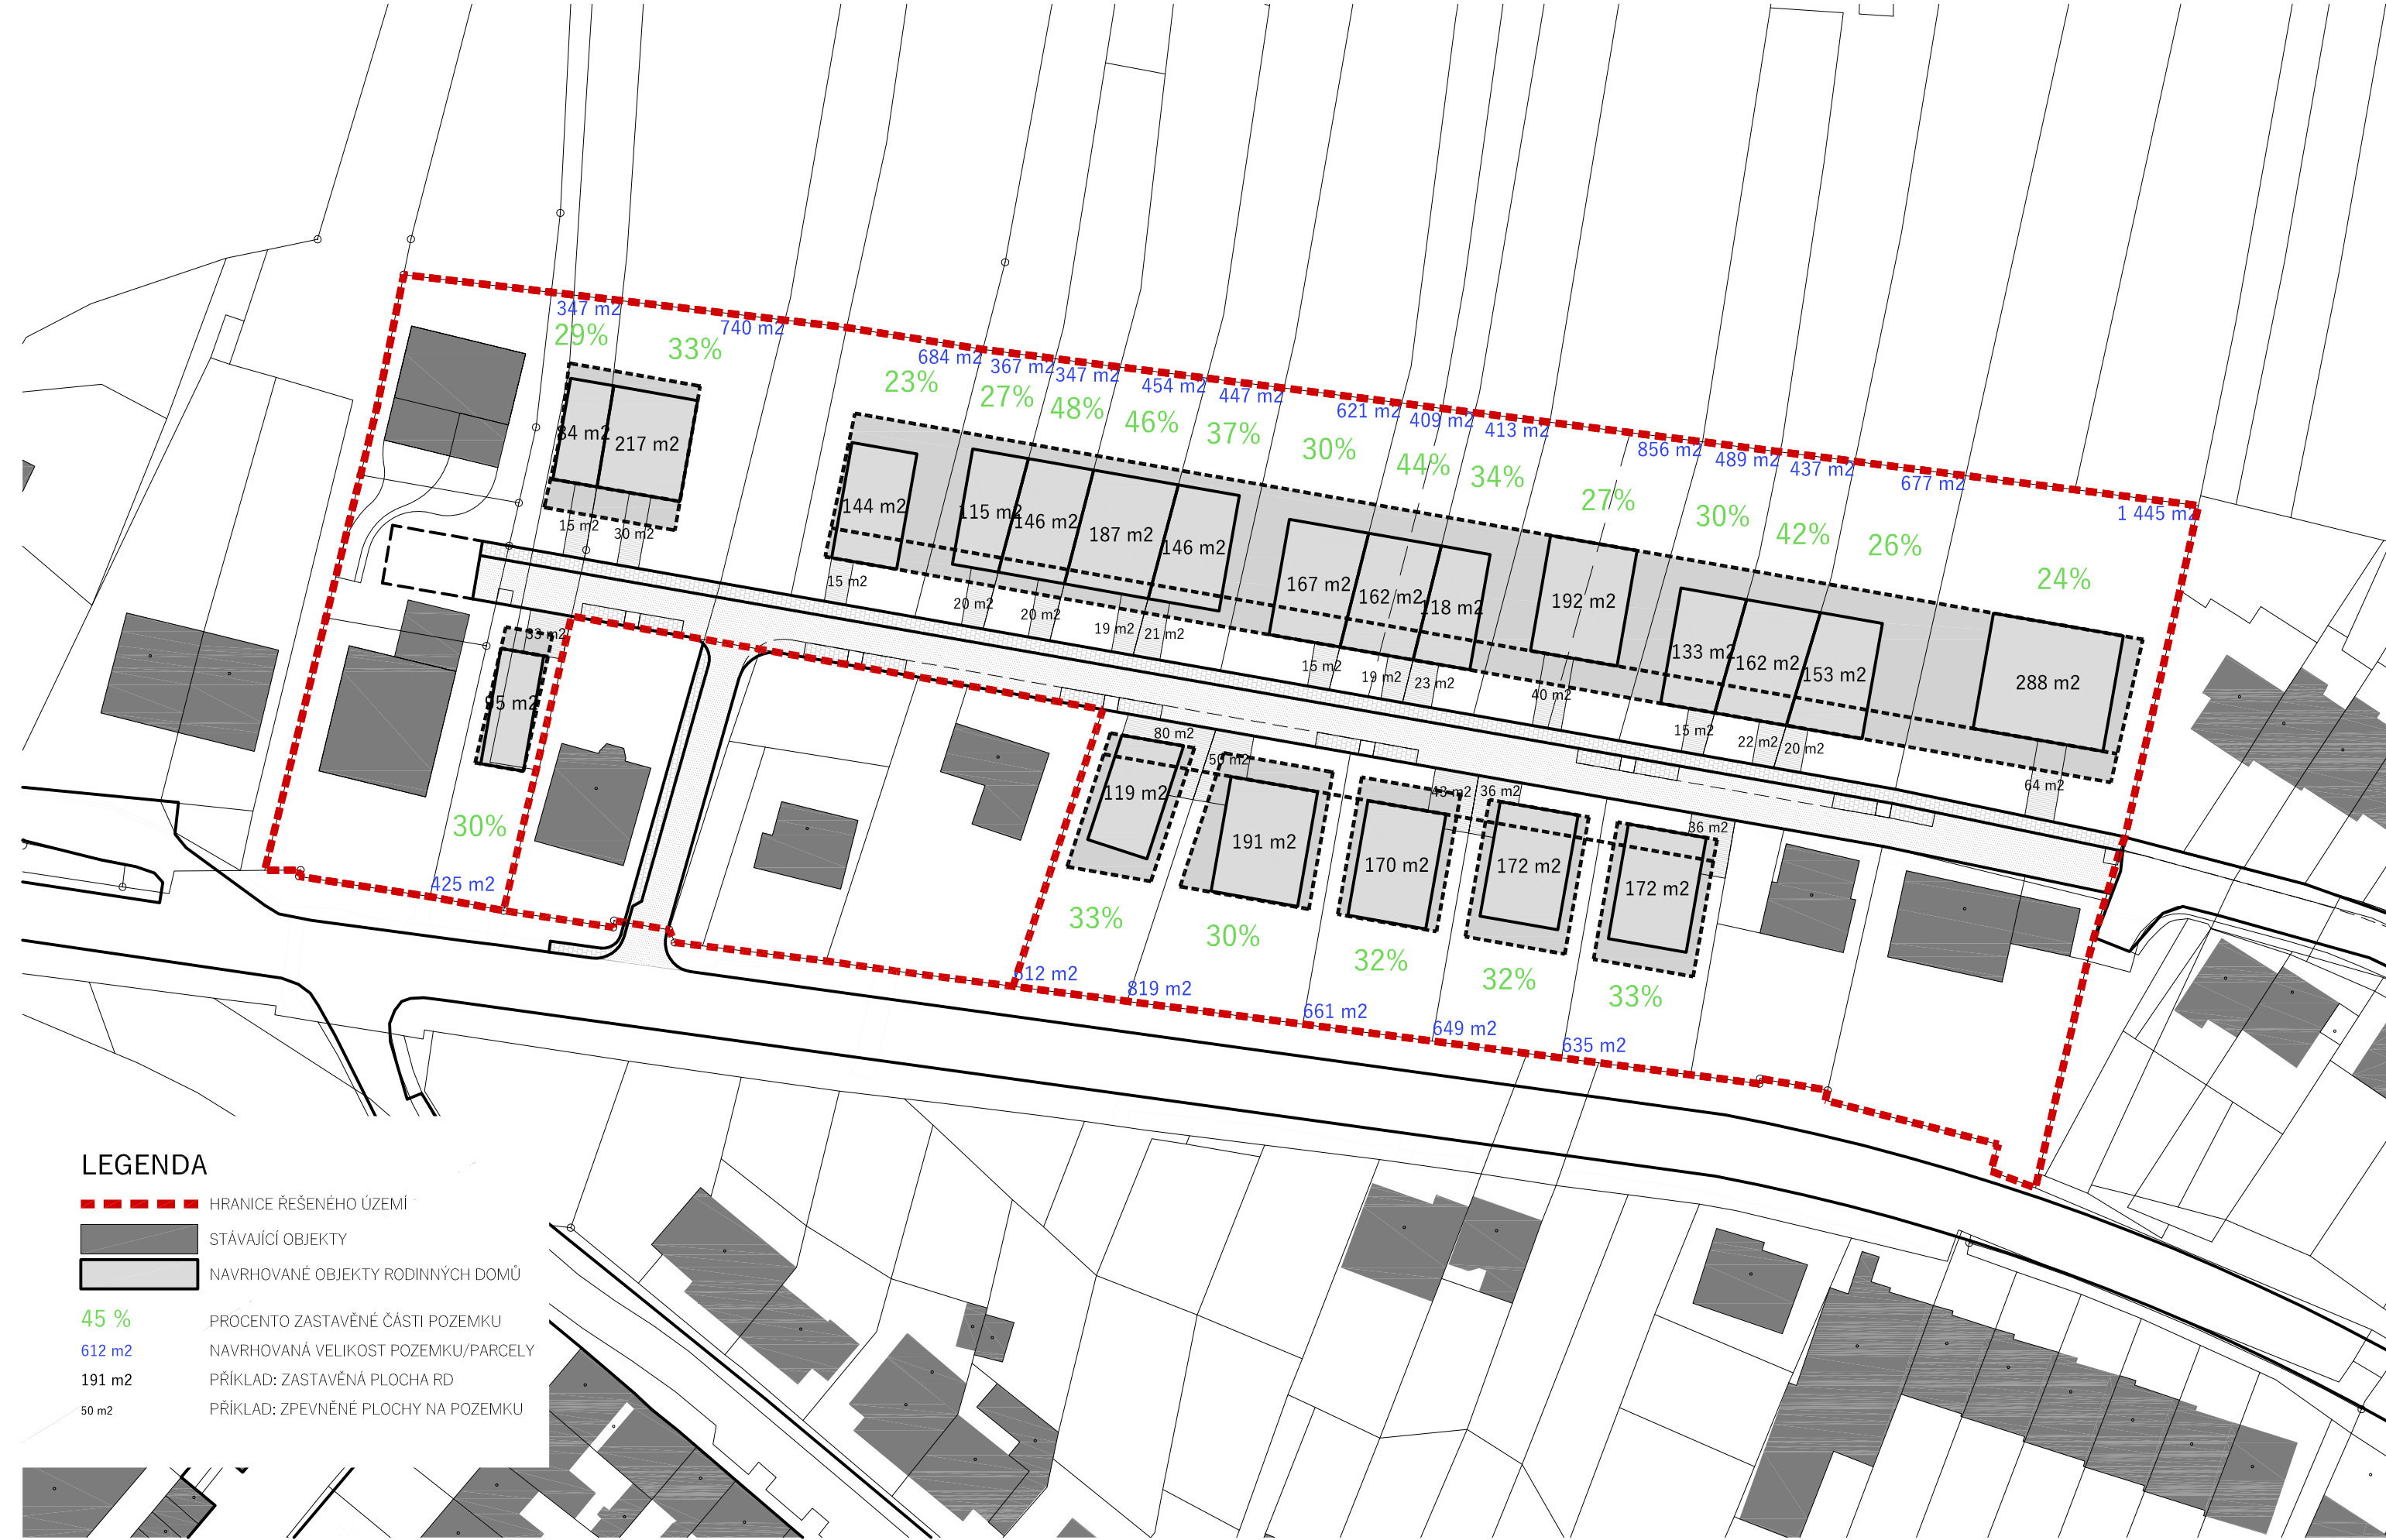 347 m2
29%
740 m2
33%
684 m2
367 m2
347 m2
454 m2
447 m2
621 m2
409 m2
413 m2
856 m2
489 m2
437 m2
677 m2
1 445 m2
23%
27%
48%
46%
37%
30%
44%
34%
27%
30%
42%
26%
24%
84 m2
217 m2
144 m2
115 m2
146 m2
187 m2
146 m2
167 m2
162 m2
118 m2
192 m2
133 m2
162 m2
153 m2
288 m2
15 m2
30 m2
15 m2
20 m2
20 m2
19 m2
21 m2
15 m2
19 m2
23 m2
40 m2
15 m2
22 m2
20 m2
64 m2
33 m2
95 m2
30%
425 m2
80 m2
50 m2
43 m2
36 m2
36 m2
119 m2
191 m2
170 m2
172 m2
172 m2
33%
30%
32%
32%
33%
612 m2
819 m2
661 m2
649 m2
635 m2
LEGENDA
HRANICE ŘEŠENÉHO ÚZEMÍ
STÁVAJÍCÍ OBJEKTY
NAVRHOVANÉ OBJEKTY RODINNÝCH DOMŮ
45 % PROCENTO ZASTAVĚNÉ ČÁSTI POZEMKU
612 m2 NAVRHOVANÁ VELIKOST POZEMKU/PARCELY
191 m2 PŘÍKLAD: ZASTAVĚNÁ PLOCHA RD
50 m2 PŘÍKLAD: ZPEVNĚNÉ PLOCHY NA POZEMKU